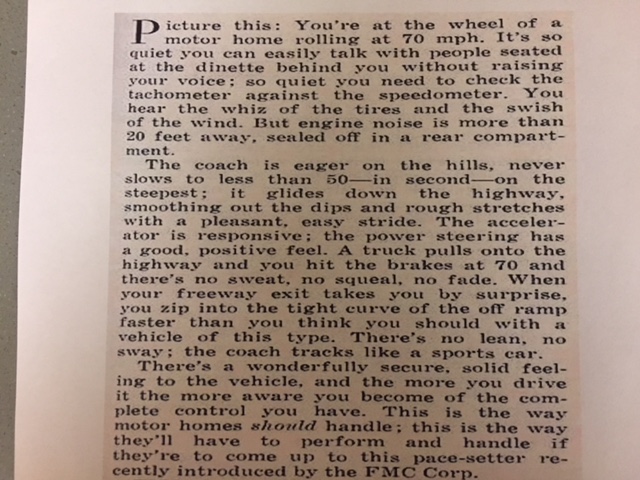 Picture this: You're at the wheel of a
motor home rolling at 70 mph. It's so
quiet you can easily talk with people seated
at the dinette behind you without raising
your voice; so quiet you need to check the
tachometer against the speedometer. You
hear the whiz of the tires and the swish
of the wind. But engine noise is more than
20 feet away, sealed off in a rear compart-
ment.
The coach is eager on the hills, never
slows to less than 50—in second—on the
steepest; it glides down the highway,
smoothing out the dips and rough stretches
with a pleasant, easy stride. The acceler-
ator is responsive; the power steering has
a good, positive feel. A truck pulls onto the
highway and you hit the brakes at 70 and
there's no sweat, no squeal, no fade. When
your freeway exit takes you by surprise,
you zip into the tight curve of the off ramp
faster than you think you should with a
vehicle of this type. There's no lean, no
sway; the coach tracks like a sports car.
There's a wonderfully secure, solid feel-
ing to the vehicle, and the more you drive
it the more aware you become of the com-
plete control you have. This is the way
motor homes should handle; this is the way
they'll have to perform and handle if
they're to come up to this pace-setter re-
cently introduced by the FMC Corp.